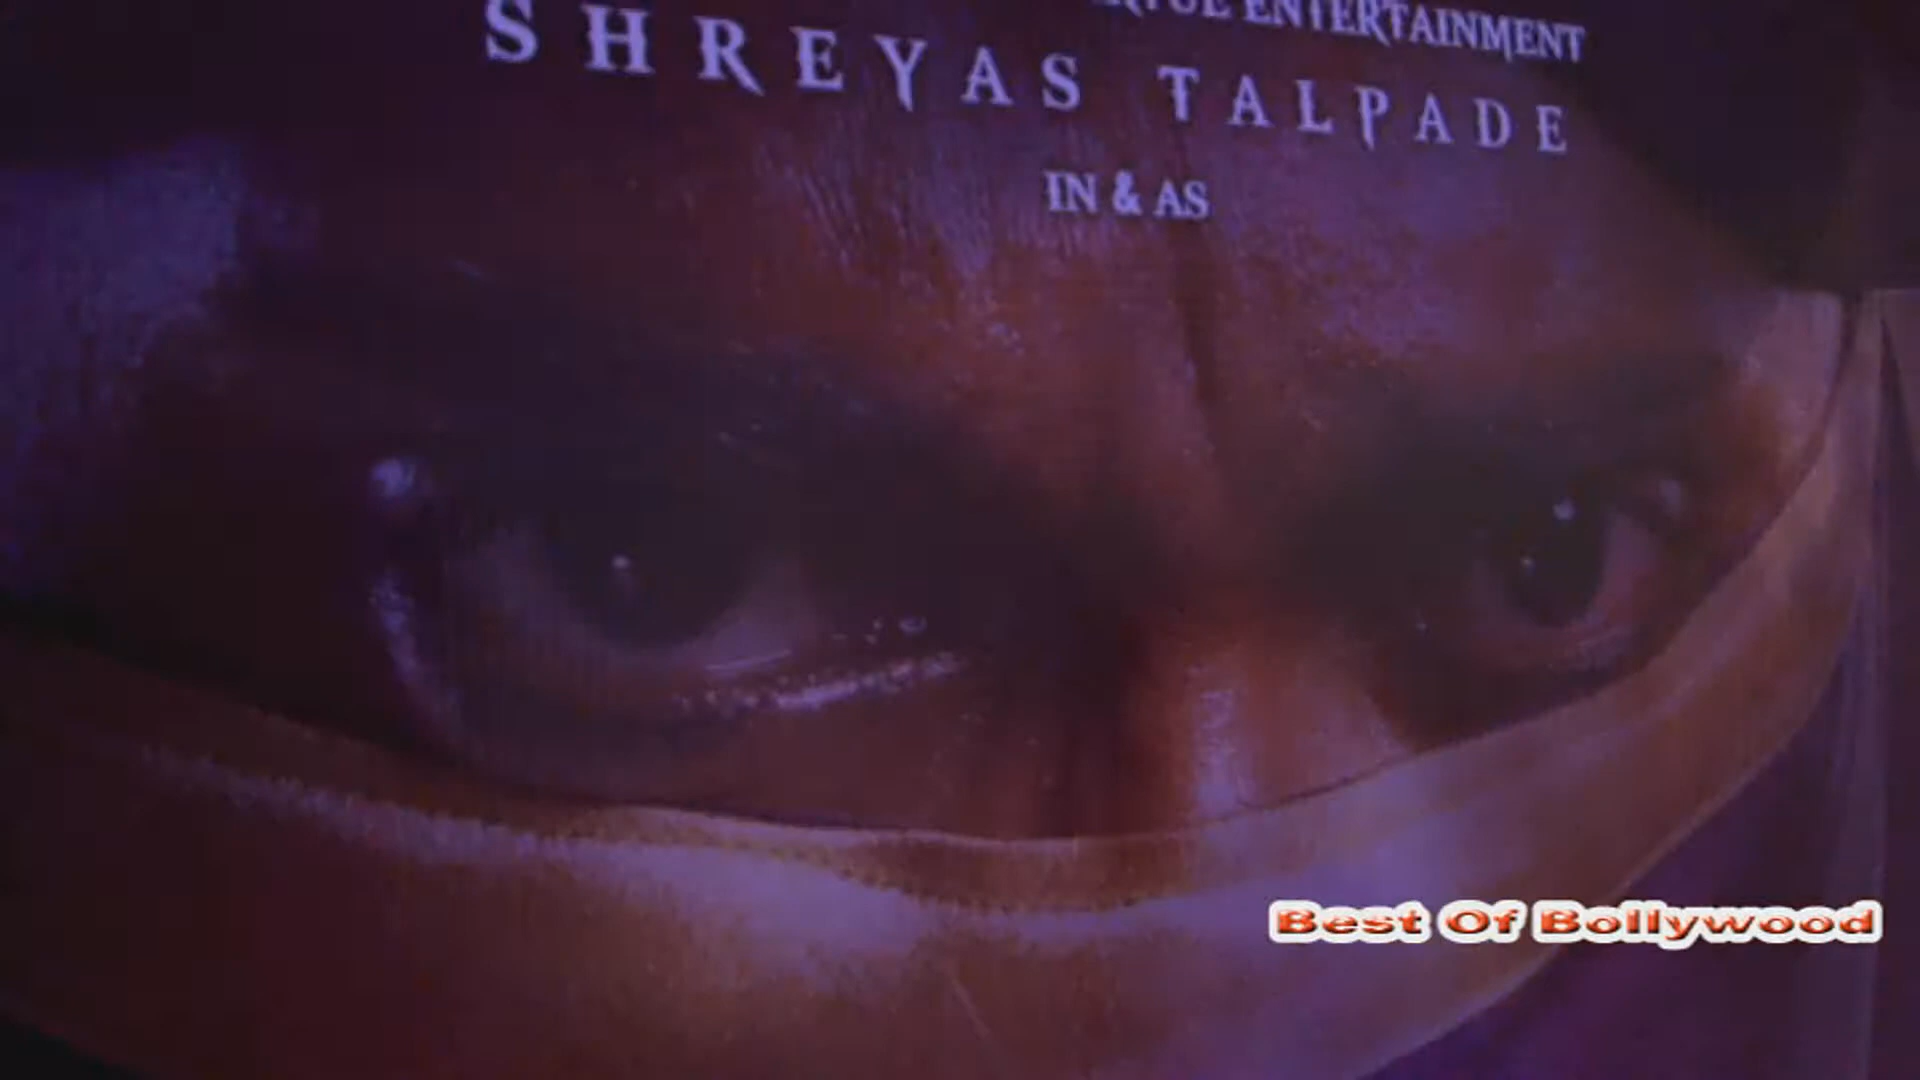 ENTERTAINMENT
SHREYAS TALPADE
IN & AS
Best Of Bollywood